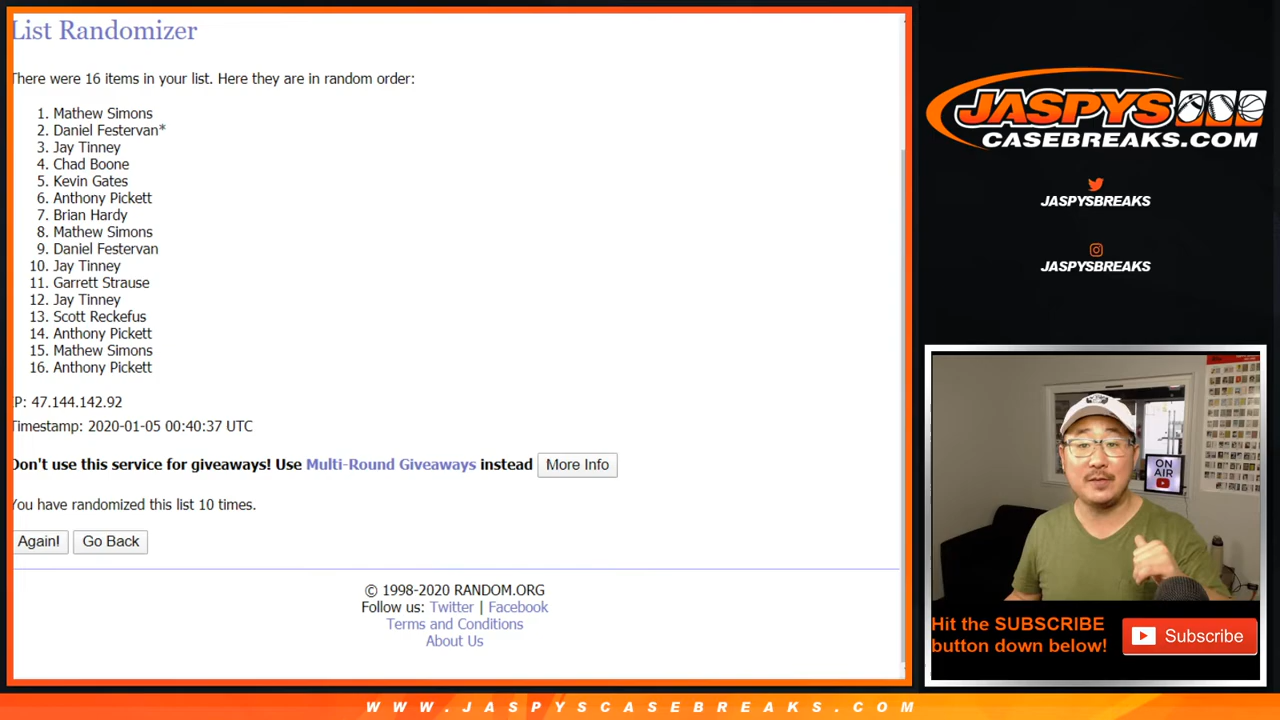 List Randomizer
There were 16 items in your list. Here they are in random order:
1. Mathew Simons
2. Daniel Festervan*
3. Jay Tinney
4. Chad Boone
5. Kevin Gates
6. Anthony Pickett
7. Brian Hardy
8. Mathew Simons
9. Daniel Festervan
10. Jay Tinney
11. Garrett Strause
12. Jay Tinney
13. Scott Reckefus
14. Anthony Pickett
15. Mathew Simons
16. Anthony Pickett
IP: 47.144.142.92
Timestamp: 2020-01-05 00:40:37 UTC
Don't use this service for giveaways! Use Multi-Round Giveaways instead More Info
You have randomized this list 10 times.
Again! Go Back
© 1998-2020 RANDOM.ORG
Follow us: Twitter | Facebook
Terms and Conditions
About Us
JASPYS
CASEBREAKS.COM
JASPYSBREAKS
JASPYSBREAKS
ON
AIR
Hit the SUBSCRIBE
button down below!
Subscribe
WWW.JASPYSCASEBREAKS.COM